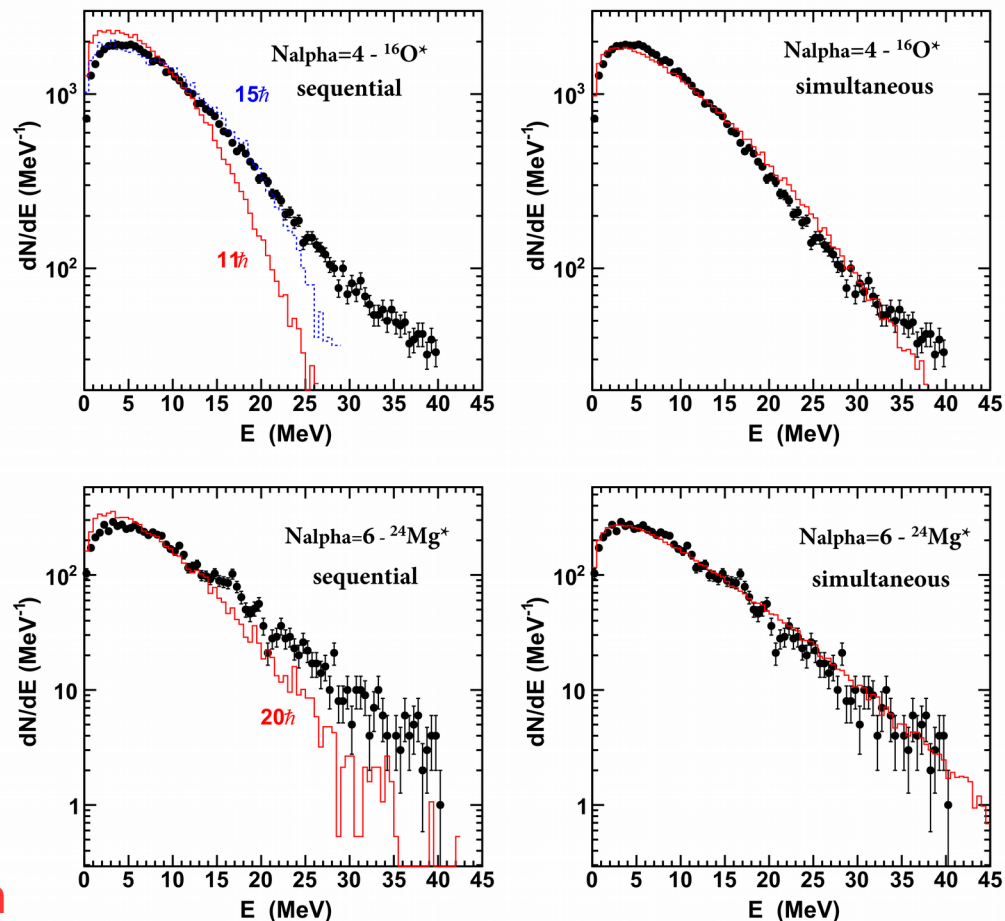 Nalpha=4 - ¹⁶O*
sequential
15ℏ
11ℏ
dN/dE (MeV⁻¹)
10³
10²
0 5 10 15 20 25 30 35 40 45
E (MeV)
Nalpha=4 - ¹⁶O*
simultaneous
dN/dE (MeV⁻¹)
10³
10²
0 5 10 15 20 25 30 35 40 45
E (MeV)
Nalpha=6 - ²⁴Mg*
sequential
20ℏ
dN/dE (MeV⁻¹)
10²
10
1
0 5 10 15 20 25 30 35 40 45
E (MeV)
Nalpha=6 - ²⁴Mg*
simultaneous
dN/dE (MeV⁻¹)
10²
10
1
0 5 10 15 20 25 30 35 40 45
E (MeV)